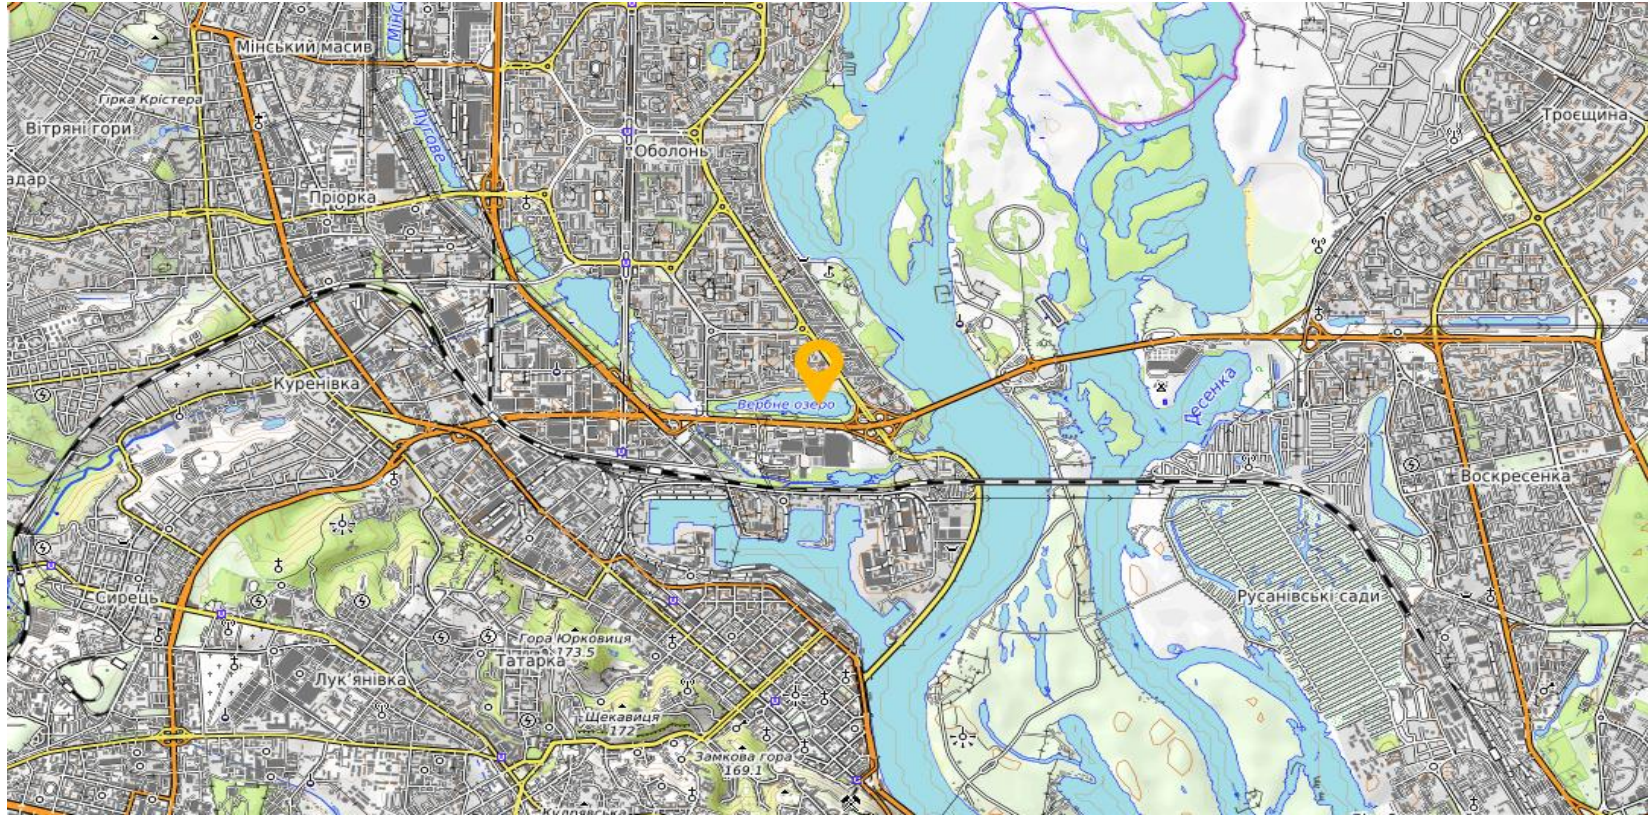 Мінський масив
Гірка Крістера
Вітряні гори
Троєщина
Лугове
Оболонь
адар
Пріорка
Куренівка
Вербне озеро
Десенка
Воскресенка
Сирець
Русанівські сади
Гора Юрковиця
173.5
Татарка
Лук'янівка
Щекавиця
172
Замкова гора
169.1